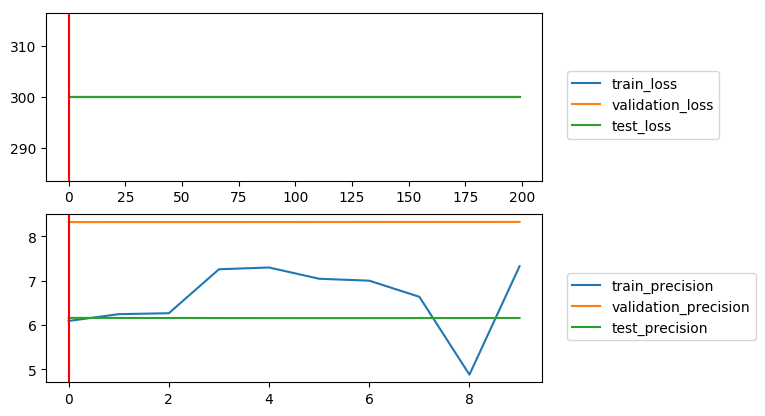 310
300
290
0 25 50 75 100 125 150 175 200
train_loss
validation_loss
test_loss
8
7
6
5
0 2 4 6 8
train_precision
validation_precision
test_precision